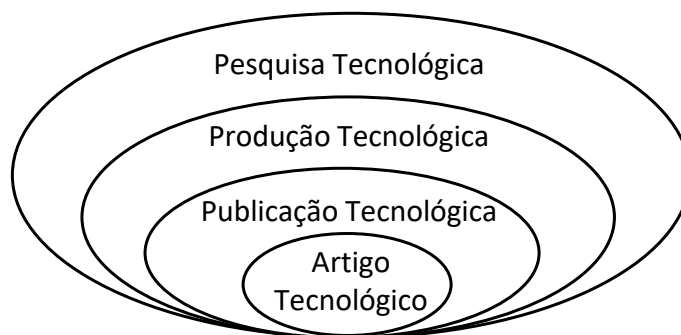 Pesquisa Tecnológica
Produção Tecnológica
Publicação Tecnológica
Artigo
Tecnológico